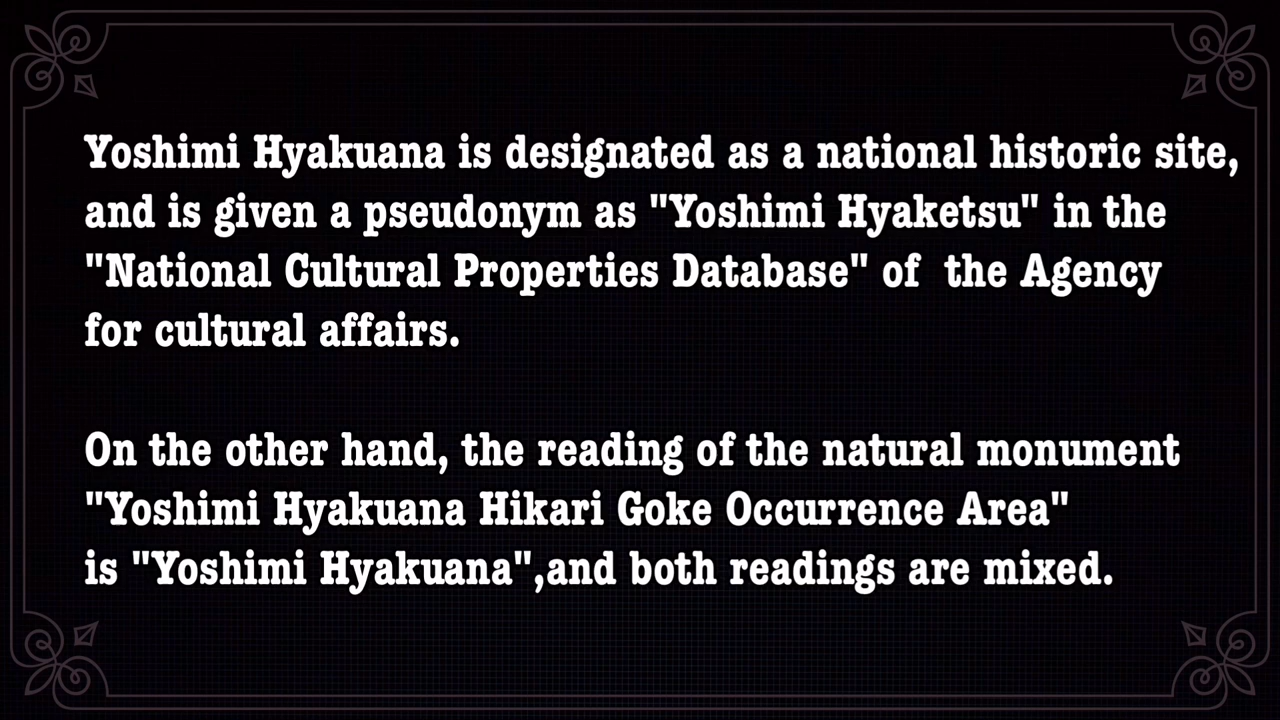 Yoshimi Hyakuana is designated as a national historic site,
and is given a pseudonym as "Yoshimi Hyaketsu" in the
"National Cultural Properties Database" of  the Agency
for cultural affairs.
On the other hand, the reading of the natural monument
"Yoshimi Hyakuana Hikari Goke Occurrence Area"
is "Yoshimi Hyakuana",and both readings are mixed.